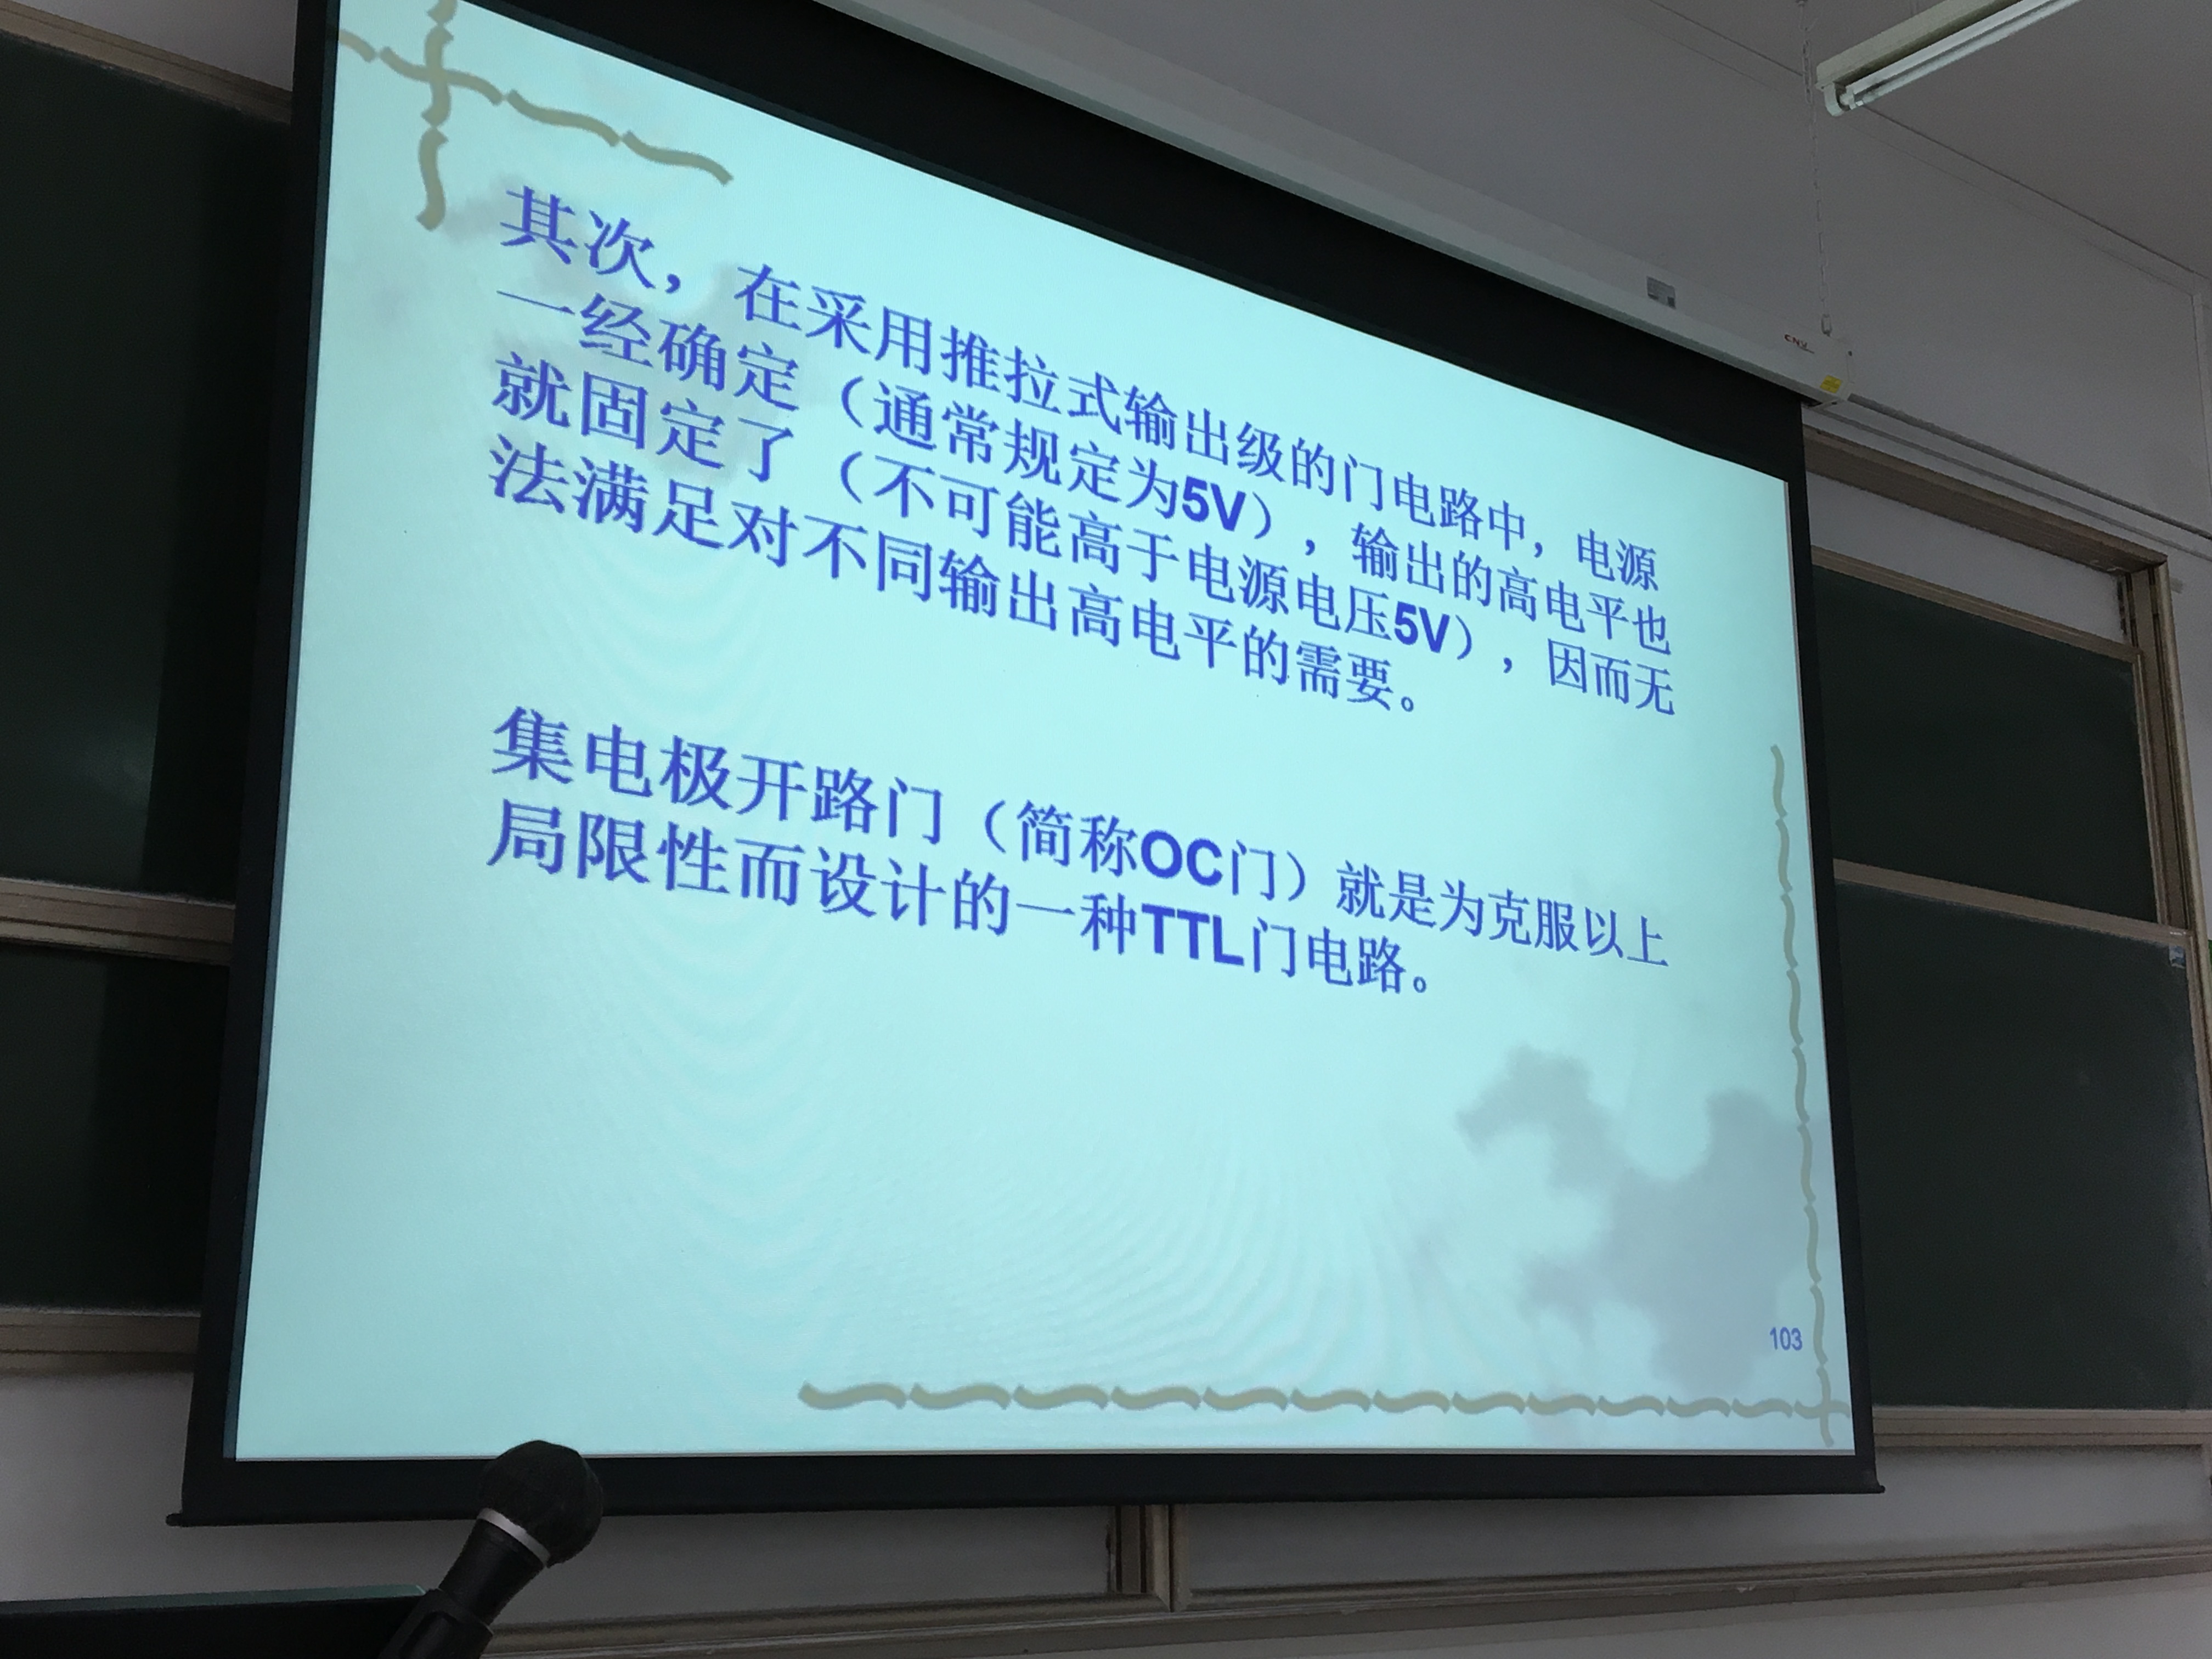 其次，在采用推拉式输出级的门电路中，电源
一经确定（通常规定为5V），输出的高电平也
就固定了（不可能高于电源电压5V），因而无
法满足对不同输出高电平的需要。
集电极开路门（简称OC门）就是为克服以上
局限性而设计的一种TTL门电路。
103